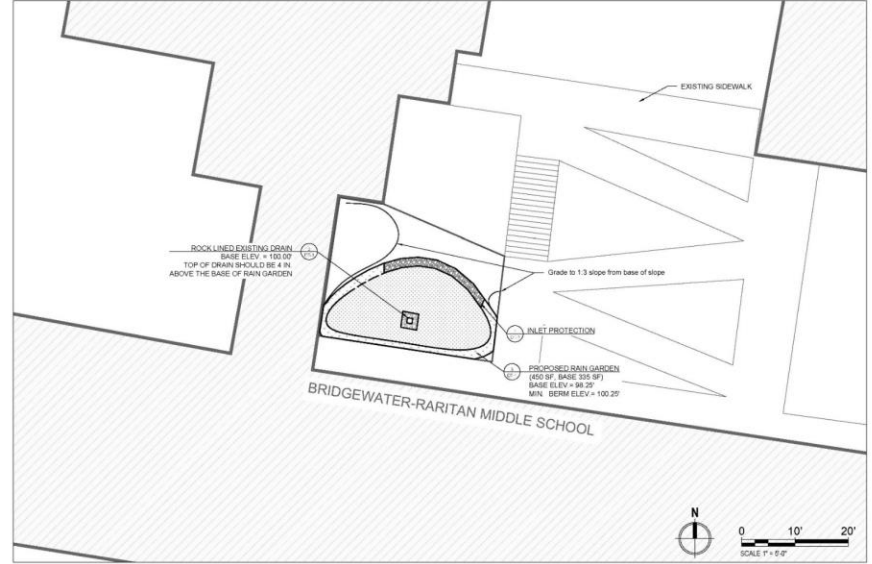 EXISTING SIDEWALK
ROCK LINED EXISTING DRAIN
BASE ELEV. = 100.00'
TOP OF DRAIN SHOULD BE 4 IN.
ABOVE THE BASE OF RAIN GARDEN
Grade to 1:3 slope from base of slope
INLET PROTECTION
PROPOSED RAIN GARDEN
(450 SF, BASE 335 SF)
BASE ELEV.= 98.25'
MIN. BERM ELEV.= 100.25'
BRIDGEWATER-RARITAN MIDDLE SCHOOL
N
0 10' 20'
SCALE 1" =